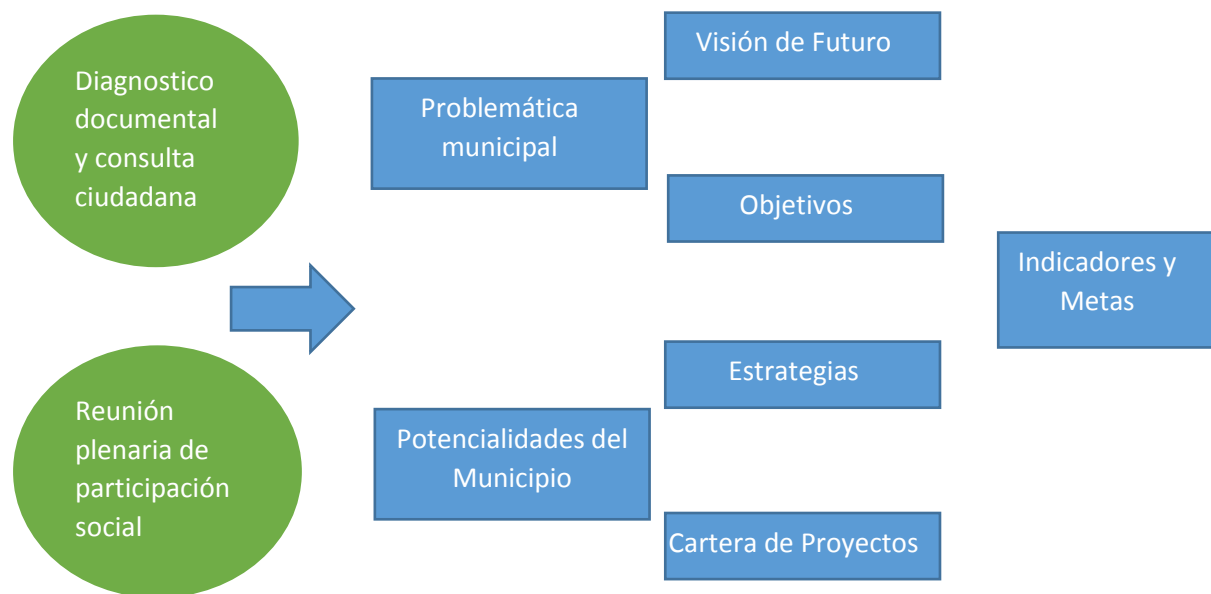 Diagnostico
documental
y consulta
ciudadana
Reunión
plenaria de
participación
social
Problemática
municipal
Potencialidades del
Municipio
Visión de Futuro
Objetivos
Estrategias
Cartera de Proyectos
Indicadores y
Metas